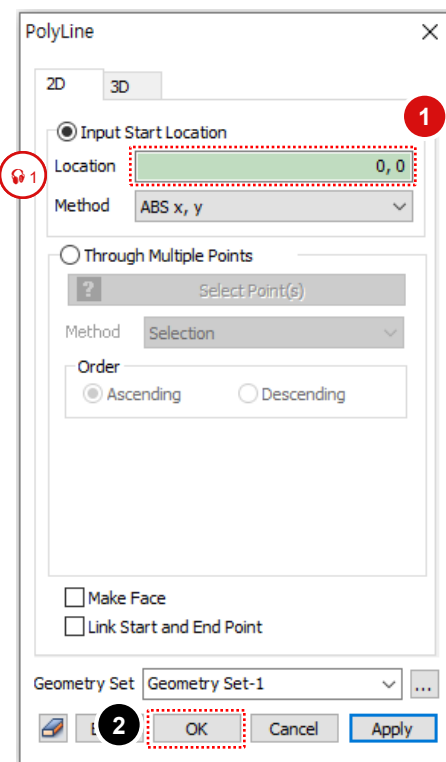 PolyLine
2D 3D
1
Input Start Location
Location 0, 0
1
Method ABS x, y
Through Multiple Points
? Select Point(s)
Method Selection
Order
Ascending Descending
Make Face
Link Start and End Point
Geometry Set Geometry Set-1 ...
2 OK Cancel Apply